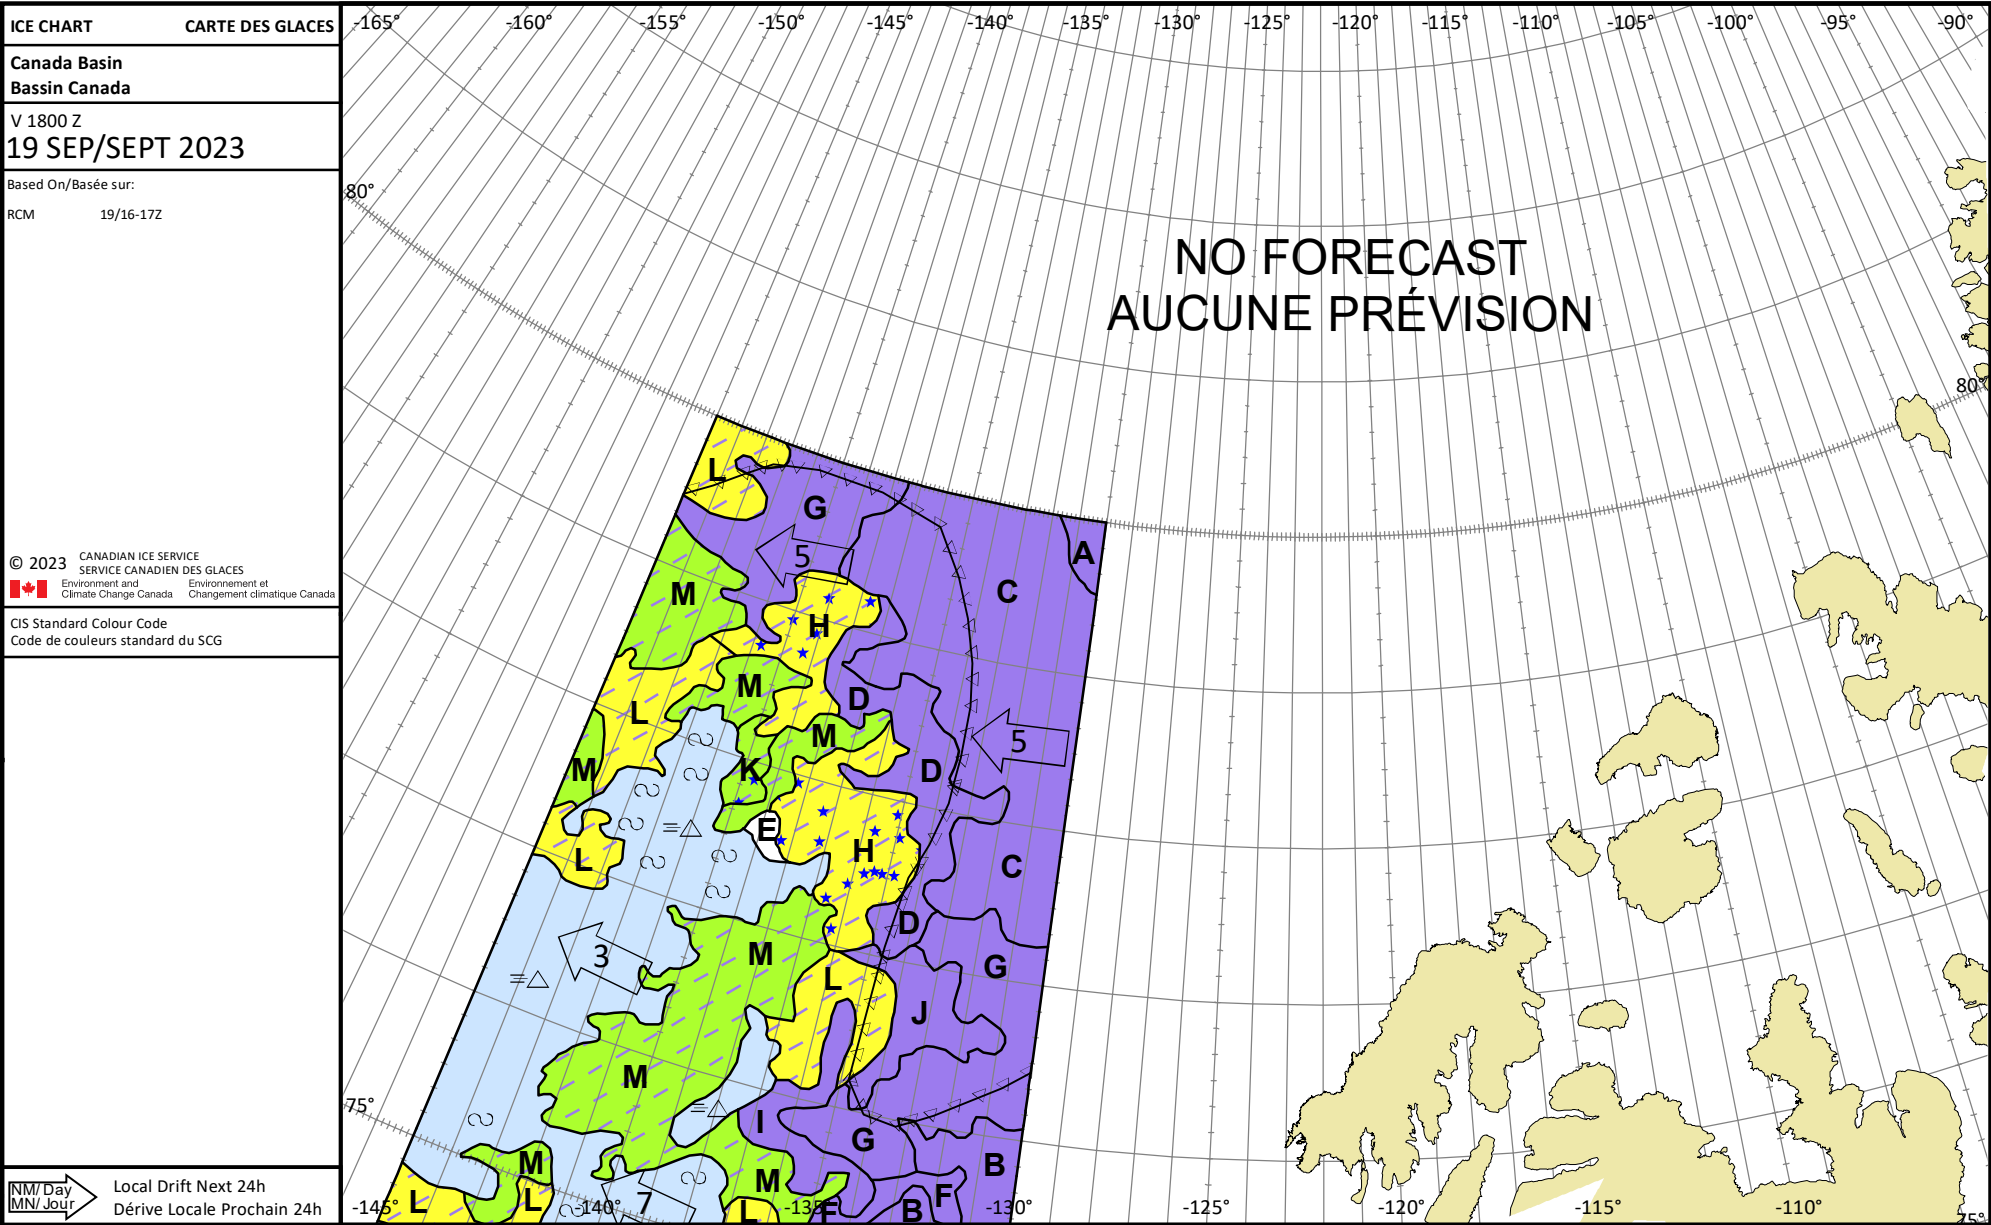 ICE CHART CARTE DES GLACES
Canada Basin
Bassin Canada
V 1800 Z
19 SEP/SEPT 2023
Based On/Basée sur:
RCM 19/16-17Z
© 2023 CANADIAN ICE SERVICE
SERVICE CANADIEN DES GLACES
Environment and Environnement et
Climate Change Canada Changement climatique Canada
CIS Standard Colour Code
Code de couleurs standard du SCG
NM/Day
MN/Jour
Local Drift Next 24h
Dérive Locale Prochain 24h
-165° -160° -155° -150° -145° -140° -135° -130° -125° -120° -115° -110° -105° -100° -95° -90°
80°
NO FORECAST
AUCUNE PRÉVISION
80°
L
G
5
A
C
M
H
M
D
L
M
5
M
K
D
E
H
L
C
D
M
3
G
L
J
M
75°
I
G
M
B
M
L
L
7
L
F
B
F
-145° -140° -135° -130° -125° -120° -115° -110° 75°